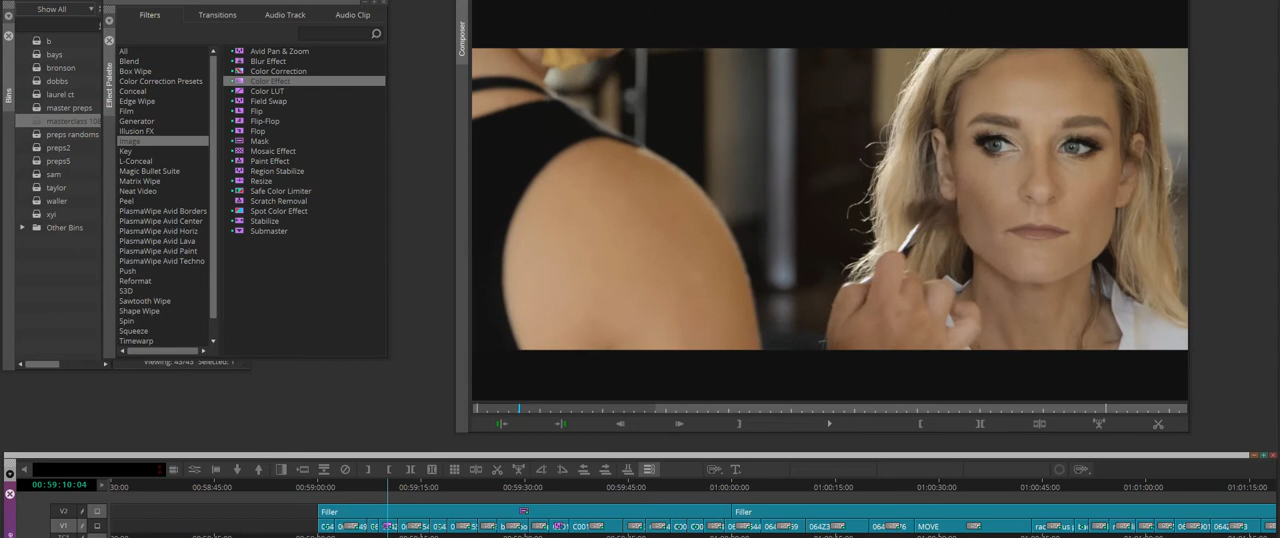 Show All
Bins
b
bays
bronson
dobbs
laurel ct
master preps
masterclass 108
preps randoms
preps2
preps5
sam
taylor
waller
xyi
Other Bins
Effect Palette
Filters Transitions Audio Track Audio Clip
All
Blend
Box Wipe
Color Correction Presets
Conceal
Edge Wipe
Film
Generator
Illusion FX
Image
Key
L-Conceal
Magic Bullet Suite
Matrix Wipe
Neat Video
Peel
PlasmaWipe Avid Borders
PlasmaWipe Avid Center
PlasmaWipe Avid Horiz
PlasmaWipe Avid Lava
PlasmaWipe Avid Paint
PlasmaWipe Avid Techno
Push
Reformat
S3D
Sawtooth Wipe
Shape Wipe
Spin
Squeeze
Timewarp
Avid Pan & Zoom
Blur Effect
Color Correction
Color Effect
Color LUT
Field Swap
Flip
Flip-Flop
Flop
Mask
Mosaic Effect
Paint Effect
Region Stabilize
Resize
Safe Color Limiter
Scratch Removal
Spot Color Effect
Stabilize
Submaster
Viewing: 43/43 Selected: 1
Composer
00:59:10:04
:30:00 00:58:45:00 00:59:00:00 00:59:15:00 00:59:30:00 00:59:45:00 01:00:00:00 01:00:15:00 01:00:30:00 01:00:45:00 01:01:00:00 01:01:15:00
V2 Filler Filler
V1 C001 MOVE